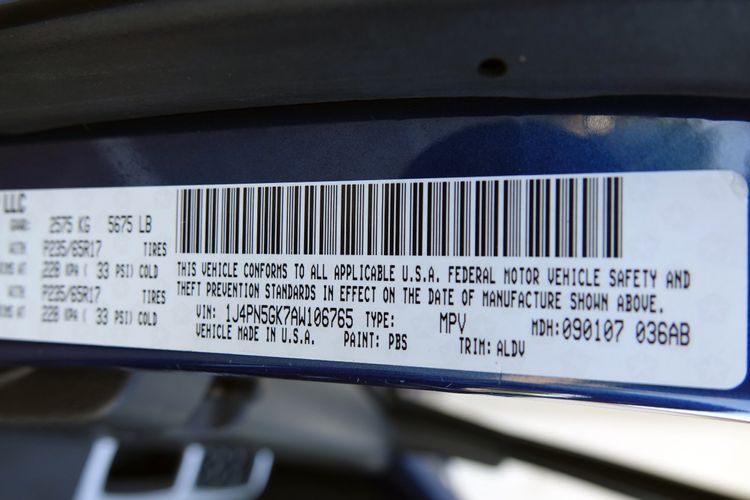 LLC
2575 KG 5675 LB
WITH P235/65R17 TIRES
228 KPA ( 33 PSI) COLD
WITH P235/65R17 TIRES
AT 228 KPA ( 33 PSI) COLD
THIS VEHICLE CONFORMS TO ALL APPLICABLE U.S.A. FEDERAL MOTOR VEHICLE SAFETY AND
THEFT PREVENTION STANDARDS IN EFFECT ON THE DATE OF MANUFACTURE SHOWN ABOVE.
VIN: 1J4PN5GK7AW106765 TYPE: MPV MDH:090107 036AB
VEHICLE MADE IN U.S.A. PAINT: PBS TRIM: ALDV